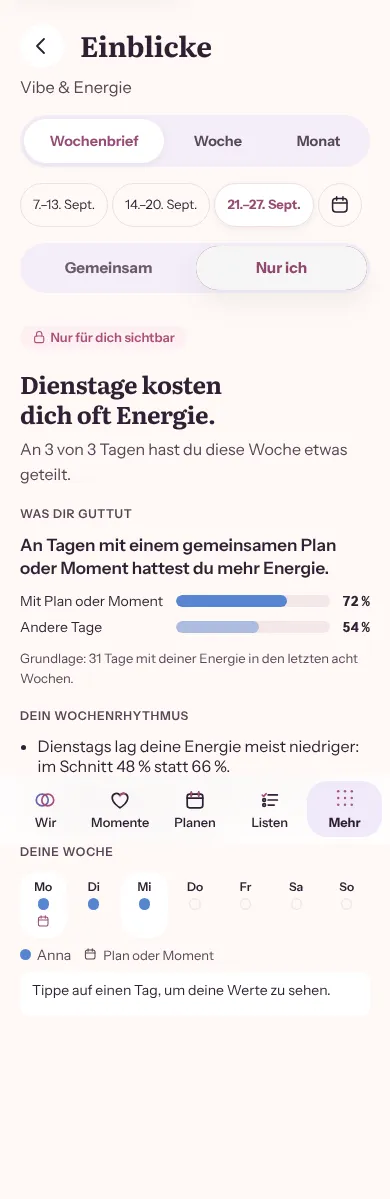 Einblicke
Vibe & Energie
Wochenbrief Woche Monat
7.–13. Sept. 14.–20. Sept. 21.–27. Sept.
Gemeinsam Nur ich
Nur für dich sichtbar
Dienstage kosten
dich oft Energie.
An 3 von 3 Tagen hast du diese Woche etwas
geteilt.
WAS DIR GUTTUT
An Tagen mit einem gemeinsamen Plan
oder Moment hattest du mehr Energie.
Mit Plan oder Moment 72 %
Andere Tage 54 %
Grundlage: 31 Tage mit deiner Energie in den letzten acht
Wochen.
DEIN WOCHENRHYTHMUS
• Dienstags lag deine Energie meist niedriger:
im Schnitt 48 % statt 66 %.
Wir Momente Planen Listen Mehr
DEINE WOCHE
Mo Di Mi Do Fr Sa So
Anna Plan oder Moment
Tippe auf einen Tag, um deine Werte zu sehen.